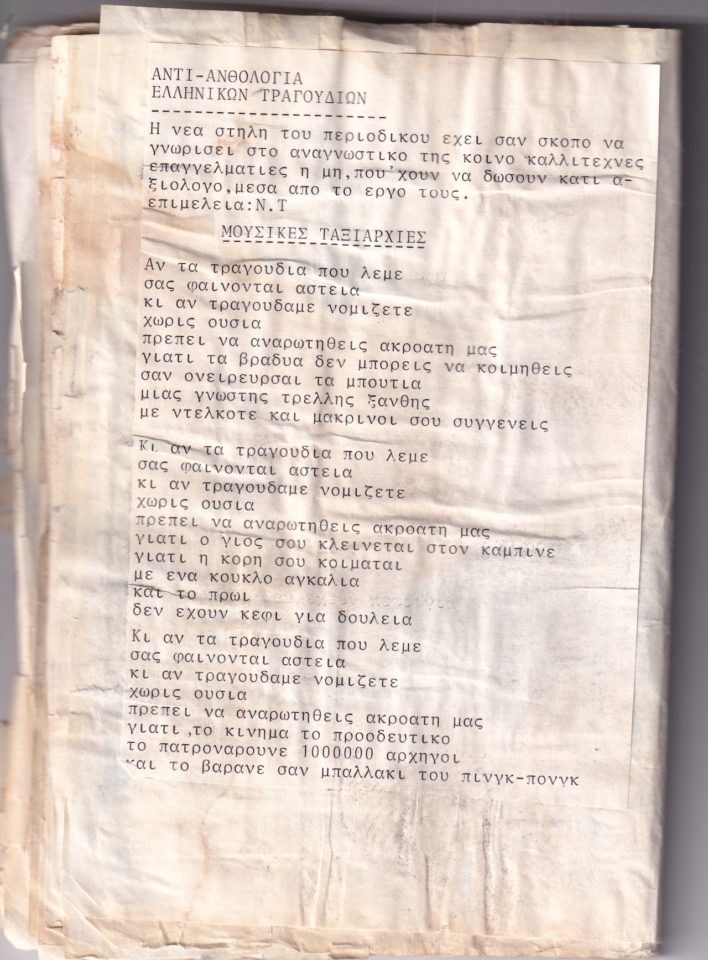 ΑΝΤΙ-ΑΝΘΟΛΟΓΙΑ
ΕΛΛΗΝΙΚΩΝ ΤΡΑΓΟΥΔΙΩΝ
----------------------
Η νεα στηλη του περιοδικου εχει σαν σκοπο να
γνωρισει στο αναγνωστικο της κοινο καλλιτεχνες
επαγγελματιες η μη,που'χουν να δωσουν κατι α-
ξιολογο,μεσα απο το εργο τους.
επιμελεια:Ν.Τ
ΜΟΥΣΙΚΕΣ ΤΑΞΙΑΡΧΙΕΣ
Αν τα τραγουδια που λεμε
σας φαινονται αστεια
κι αν τραγουδαμε νομιζετε
χωρις ουσια
πρεπει να αναρωτηθεις ακροατη μας
γιατι τα βραδυα δεν μπορεις να κοιμηθεις
σαν ονειρευρσαι τα μπουτια
μιας γνωστης τρελλης ξανθης
με ντελκοτε και μακρινοι σου συγγενεις
Κι αν τα τραγουδια που λεμε
σας φαινονται αστεια
κι αν τραγουδαμε νομιζετε
χωρις ουσια
πρεπει να αναρωτηθεις ακροατη μας
γιατι ο γιος σου κλεινεται στον καμπινε
γιατι η κορη σου κοιμαται
με ενα κουκλο αγκαλια
και το πρωι
δεν εχουν κεφι για δουλεια
Κι αν τα τραγουδια που λεμε
σας φαινονται αστεια
κι αν τραγουδαμε νομιζετε
χωρις ουσια
πρεπει να αναρωτηθεις ακροατη μας
γιατι ,το κινημα το προοδευτικο
το πατροναρουνε 1000000 αρχηγοι
και το βαρανε σαν μπαλλακι του πινγκ-πονγκ